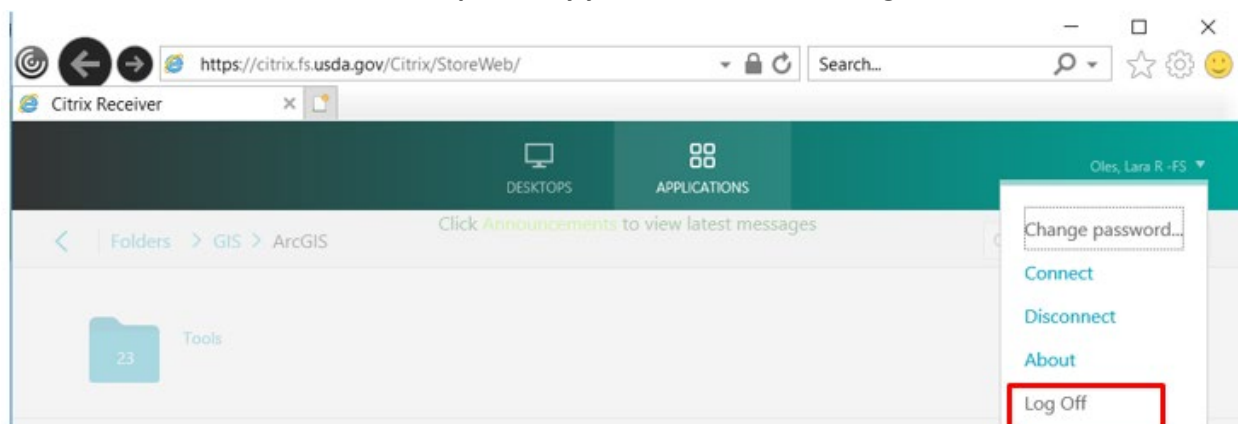 https://citrix.fs.usda.gov/Citrix/StoreWeb/
Search...
Citrix Receiver
DESKTOPS
APPLICATIONS
Oles, Lara R -FS
Click Announcements to view latest messages
Folders > GIS > ArcGIS
Change password...
Connect
Disconnect
About
Log Off
23
Tools